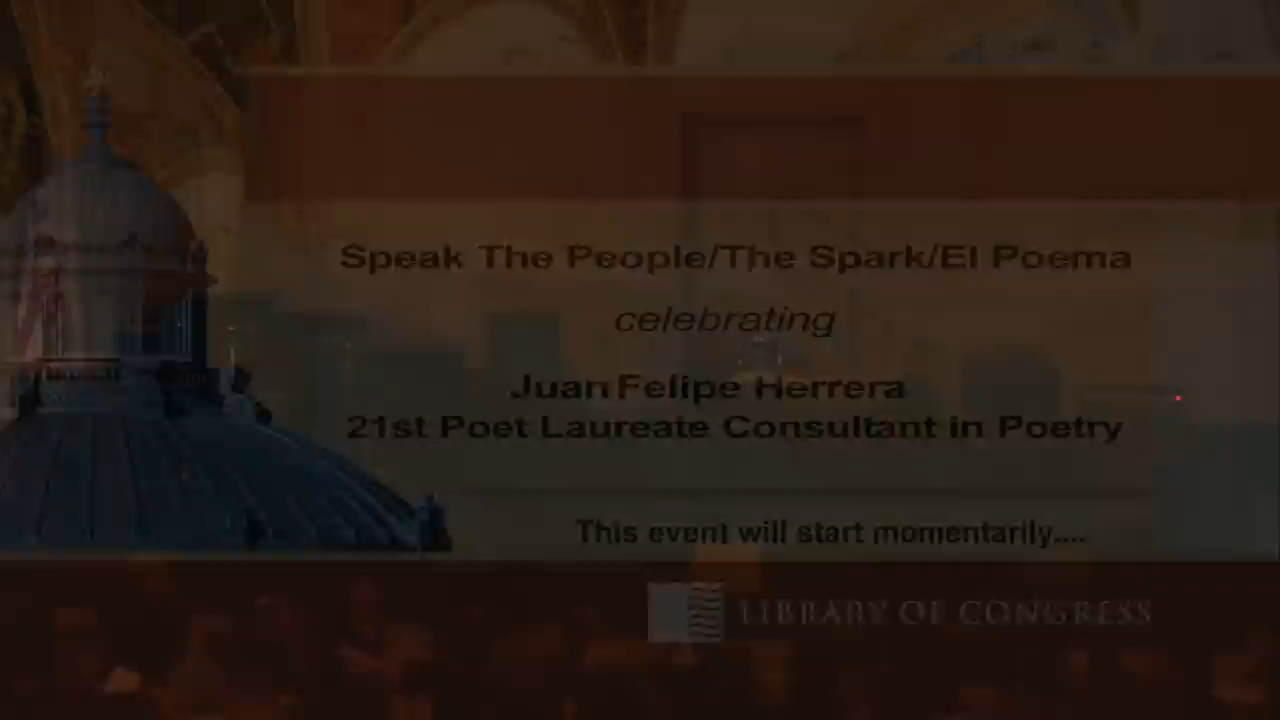 Speak The People/The Spark/El Poema
celebrating
Juan Felipe Herrera
21st Poet Laureate Consultant in Poetry
This event will start momentarily....
LIBRARY OF CONGRESS